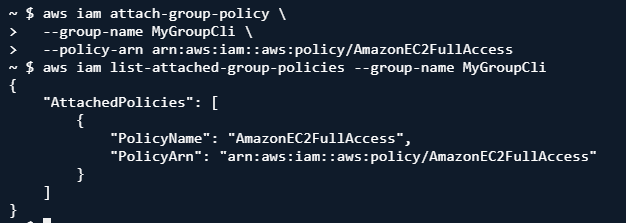 ~ $ aws iam attach-group-policy \
>   --group-name MyGroupCli \
>   --policy-arn arn:aws:iam::aws:policy/AmazonEC2FullAccess
~ $ aws iam list-attached-group-policies --group-name MyGroupCli
{
    "AttachedPolicies": [
        {
            "PolicyName": "AmazonEC2FullAccess",
            "PolicyArn": "arn:aws:iam::aws:policy/AmazonEC2FullAccess"
        }
    ]
}